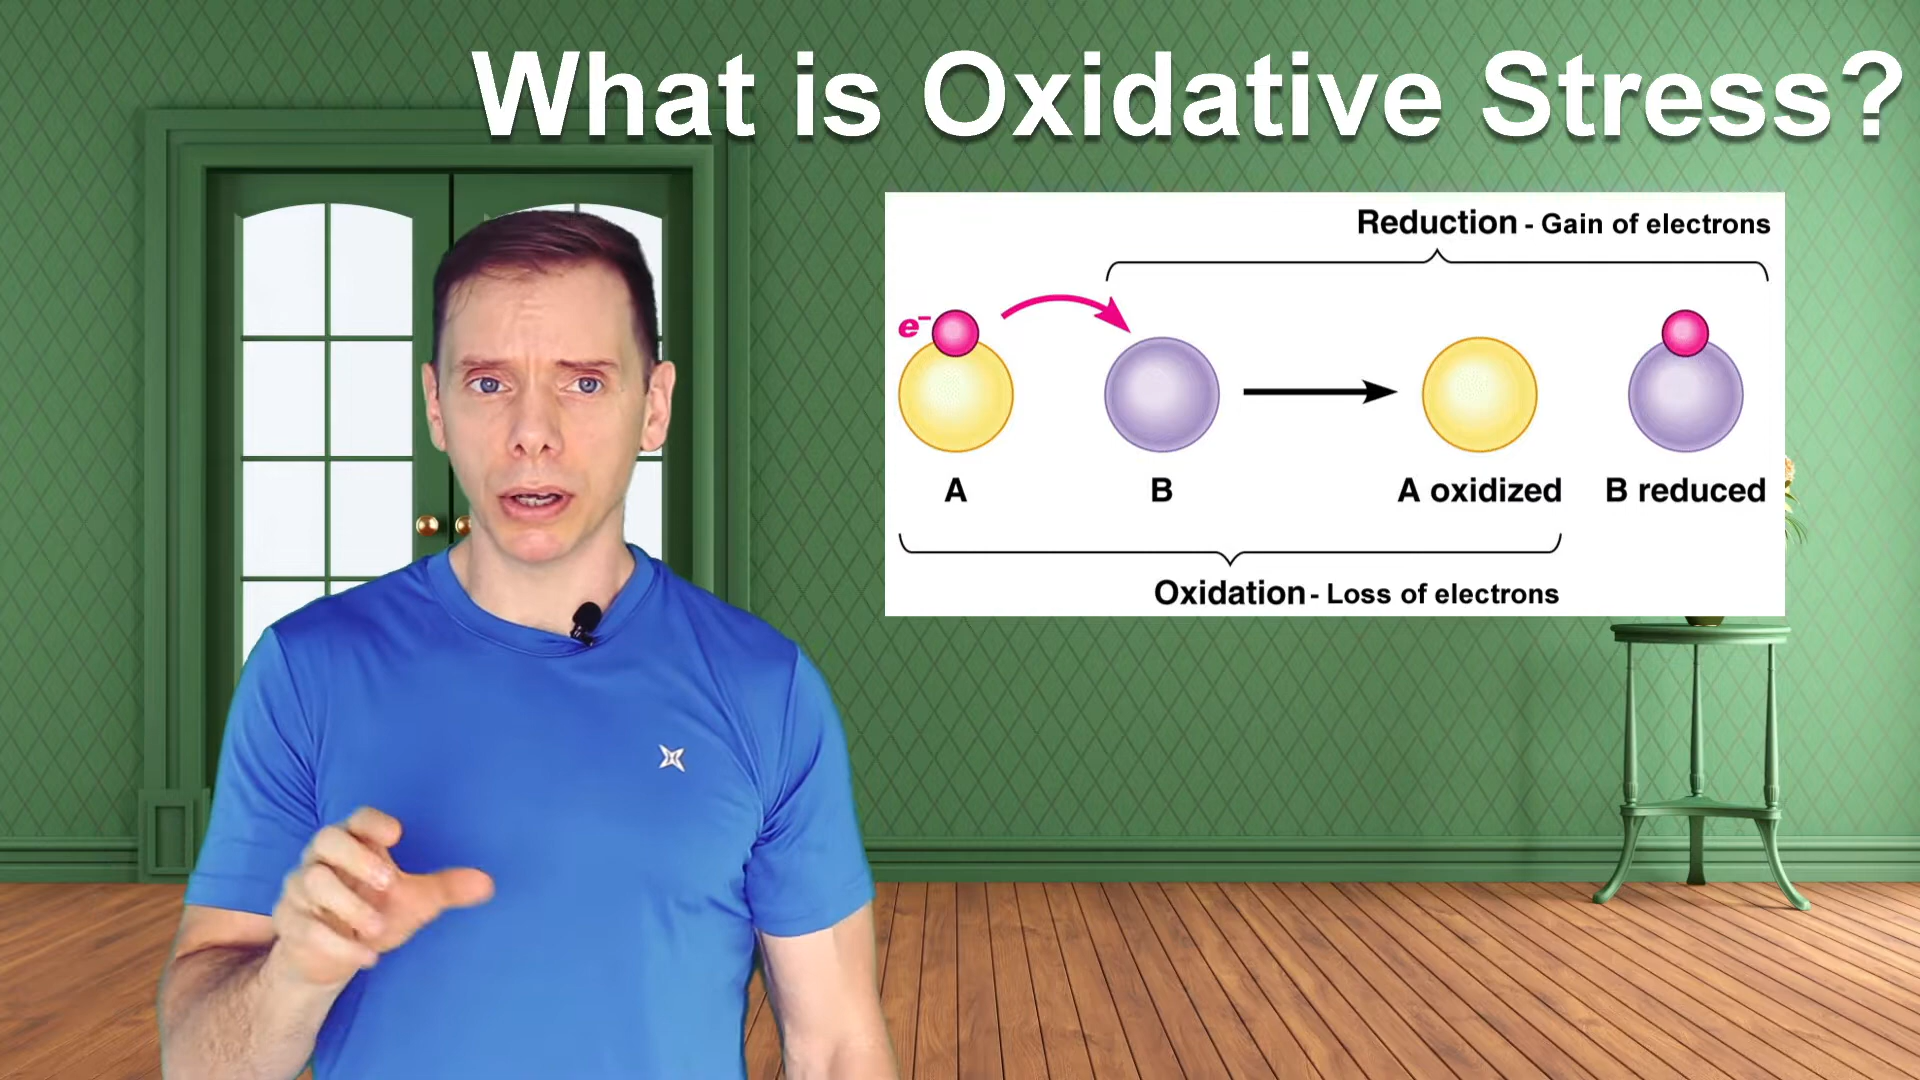 What is Oxidative Stress?
Reduction - Gain of electrons
e−
A
B
A oxidized
B reduced
Oxidation - Loss of electrons